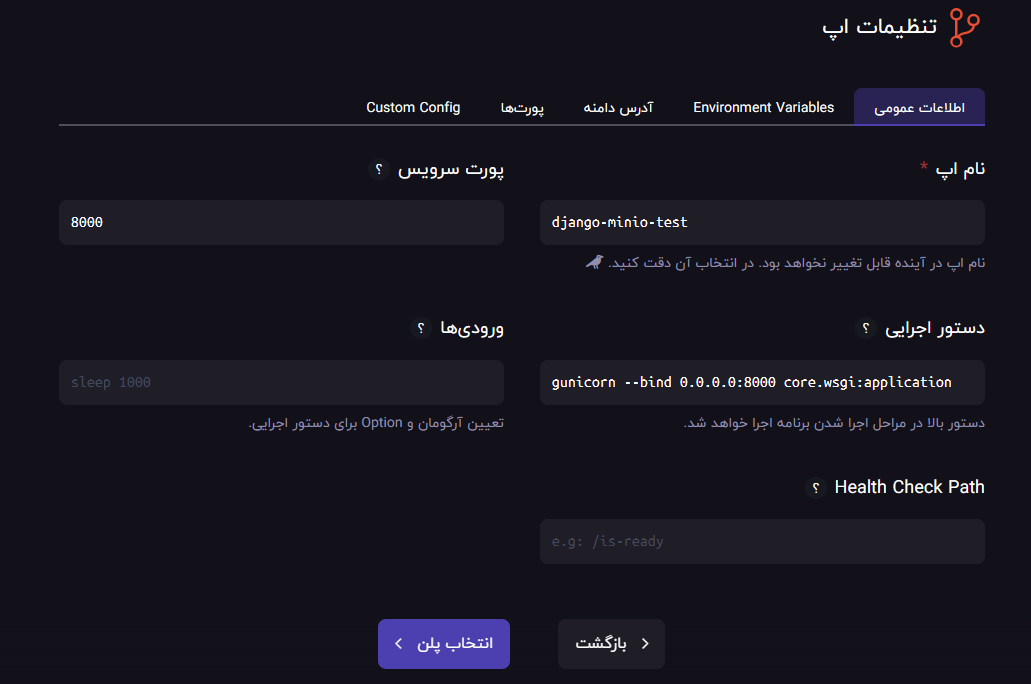 تنظیمات اپ
اطلاعات عمومی
Environment Variables
آدرس دامنه
پورت‌ها
Custom Config
نام اپ *
django-minio-test
نام اپ در آینده قابل تغییر نخواهد بود. در انتخاب آن دقت کنید.
پورت سرویس ؟
8000
دستور اجرایی ؟
gunicorn --bind 0.0.0.0:8000 core.wsgi:application
دستور بالا در مراحل اجرا شدن برنامه اجرا خواهد شد.
ورودی‌ها ؟
sleep 1000
تعیین آرگومان و Option برای دستور اجرایی.
Health Check Path ؟
e.g: /is-ready
بازگشت
انتخاب پلن